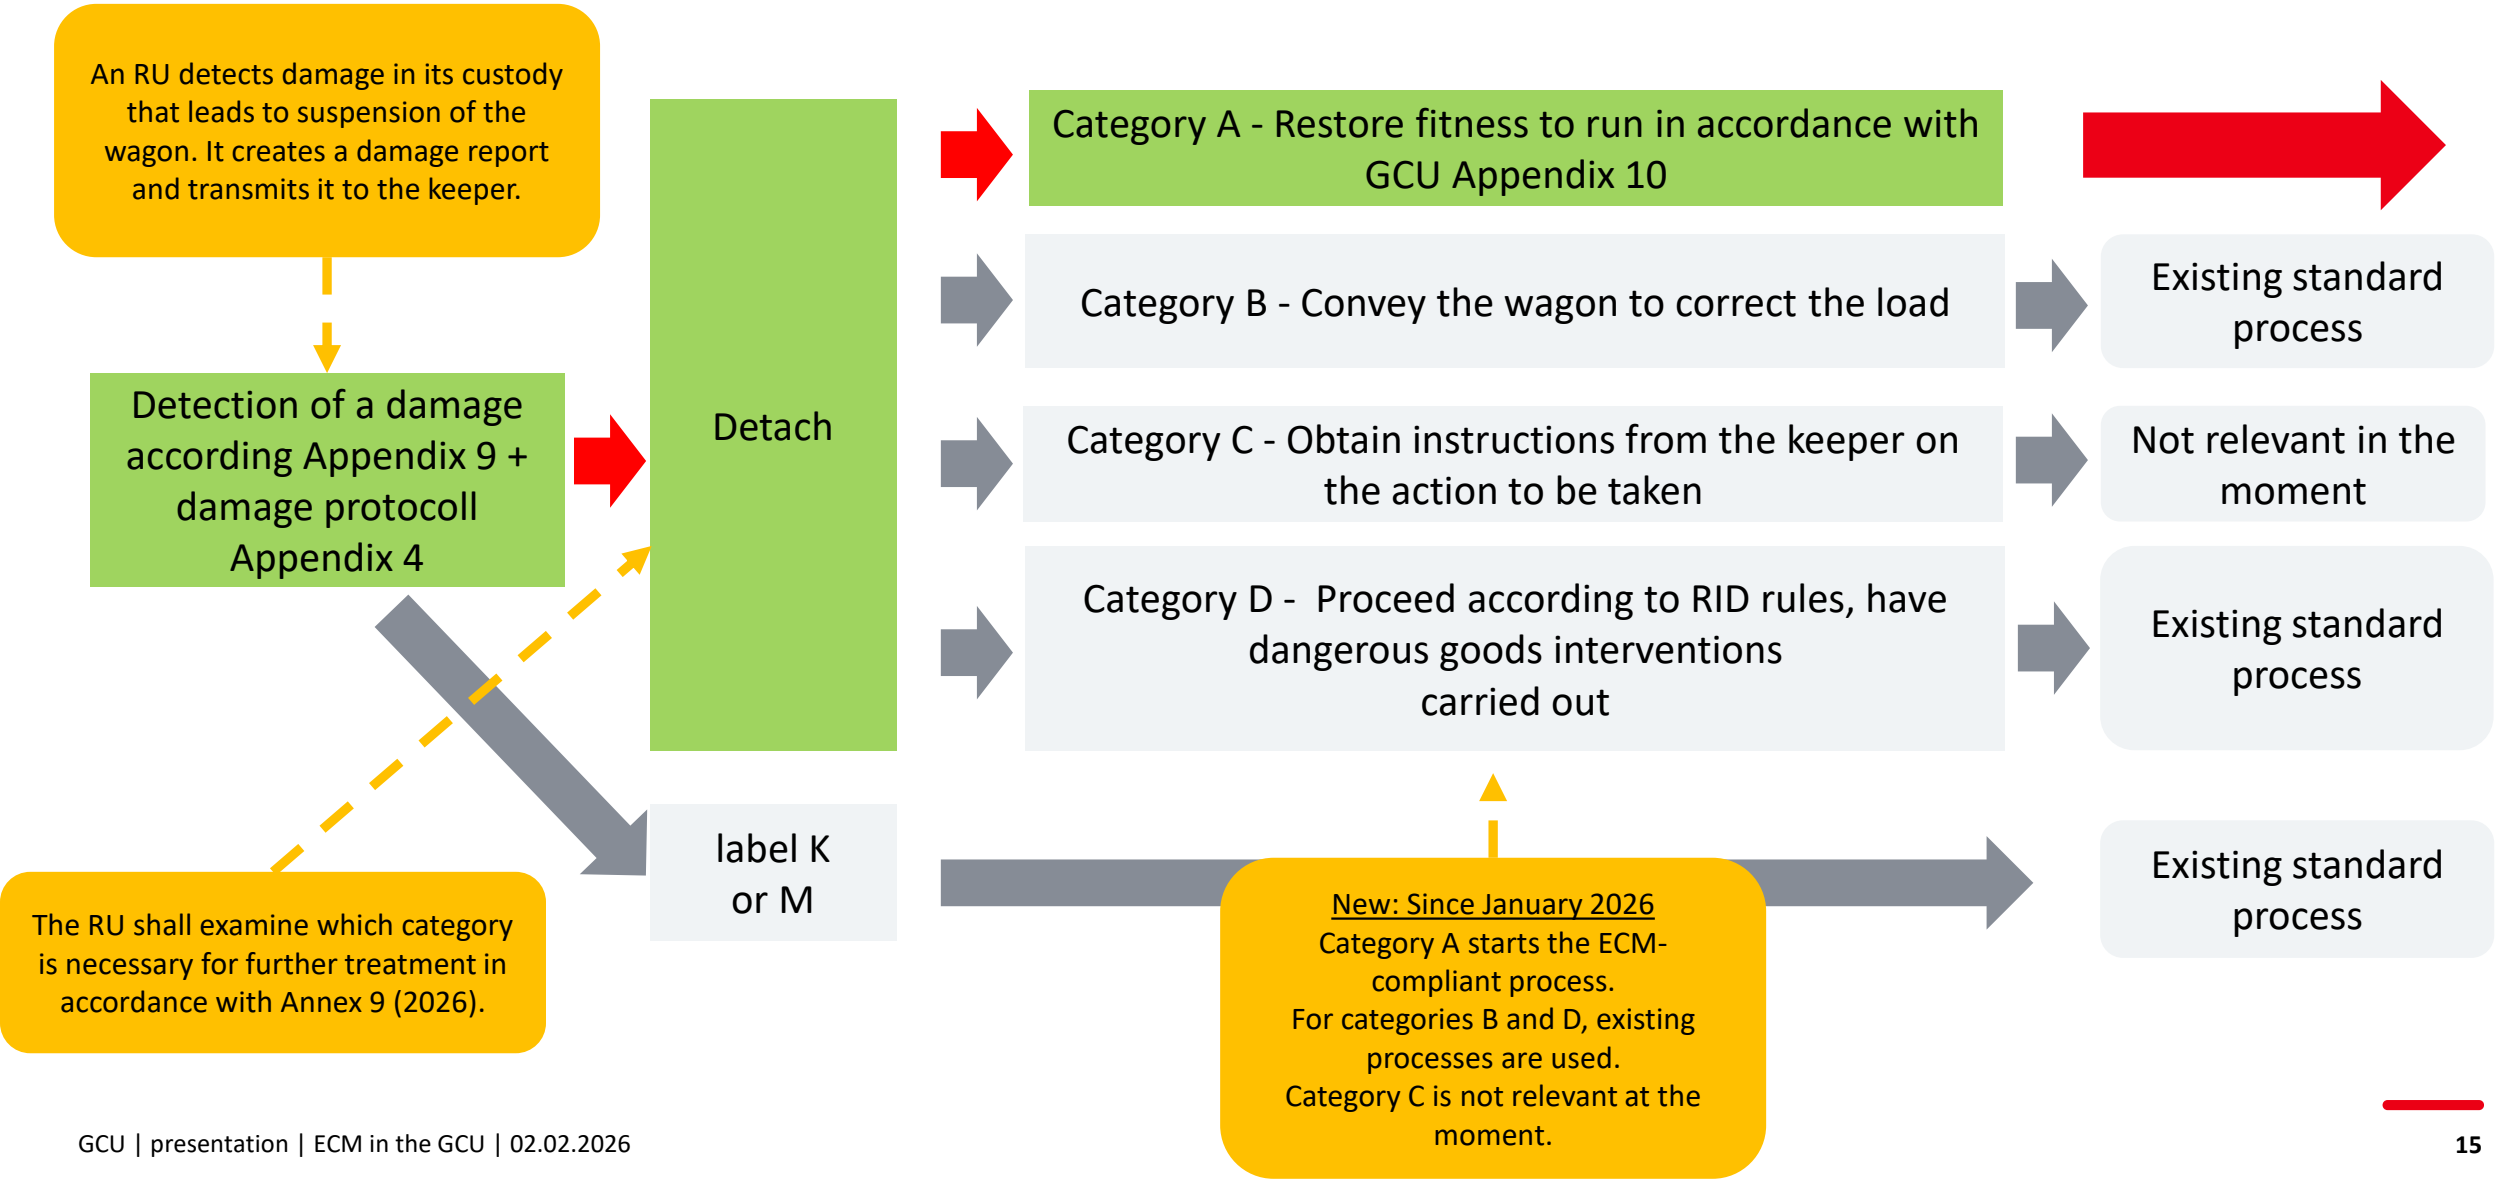 An RU detects damage in its custody
that leads to suspension of the
wagon. It creates a damage report
and transmits it to the keeper.
Detection of a damage
according Appendix 9 +
damage protocoll
Appendix 4
The RU shall examine which category
is necessary for further treatment in
accordance with Annex 9 (2026).
Detach
label K
or M
Category A - Restore fitness to run in accordance with
GCU Appendix 10
Category B - Convey the wagon to correct the load
Existing standard
process
Category C - Obtain instructions from the keeper on
the action to be taken
Not relevant in the
moment
Category D -  Proceed according to RID rules, have
dangerous goods interventions
carried out
Existing standard
process
New: Since January 2026
Category A starts the ECM-
compliant process.
For categories B and D, existing
processes are used.
Category C is not relevant at the
moment.
Existing standard
process
GCU | presentation | ECM in the GCU | 02.02.2026
15